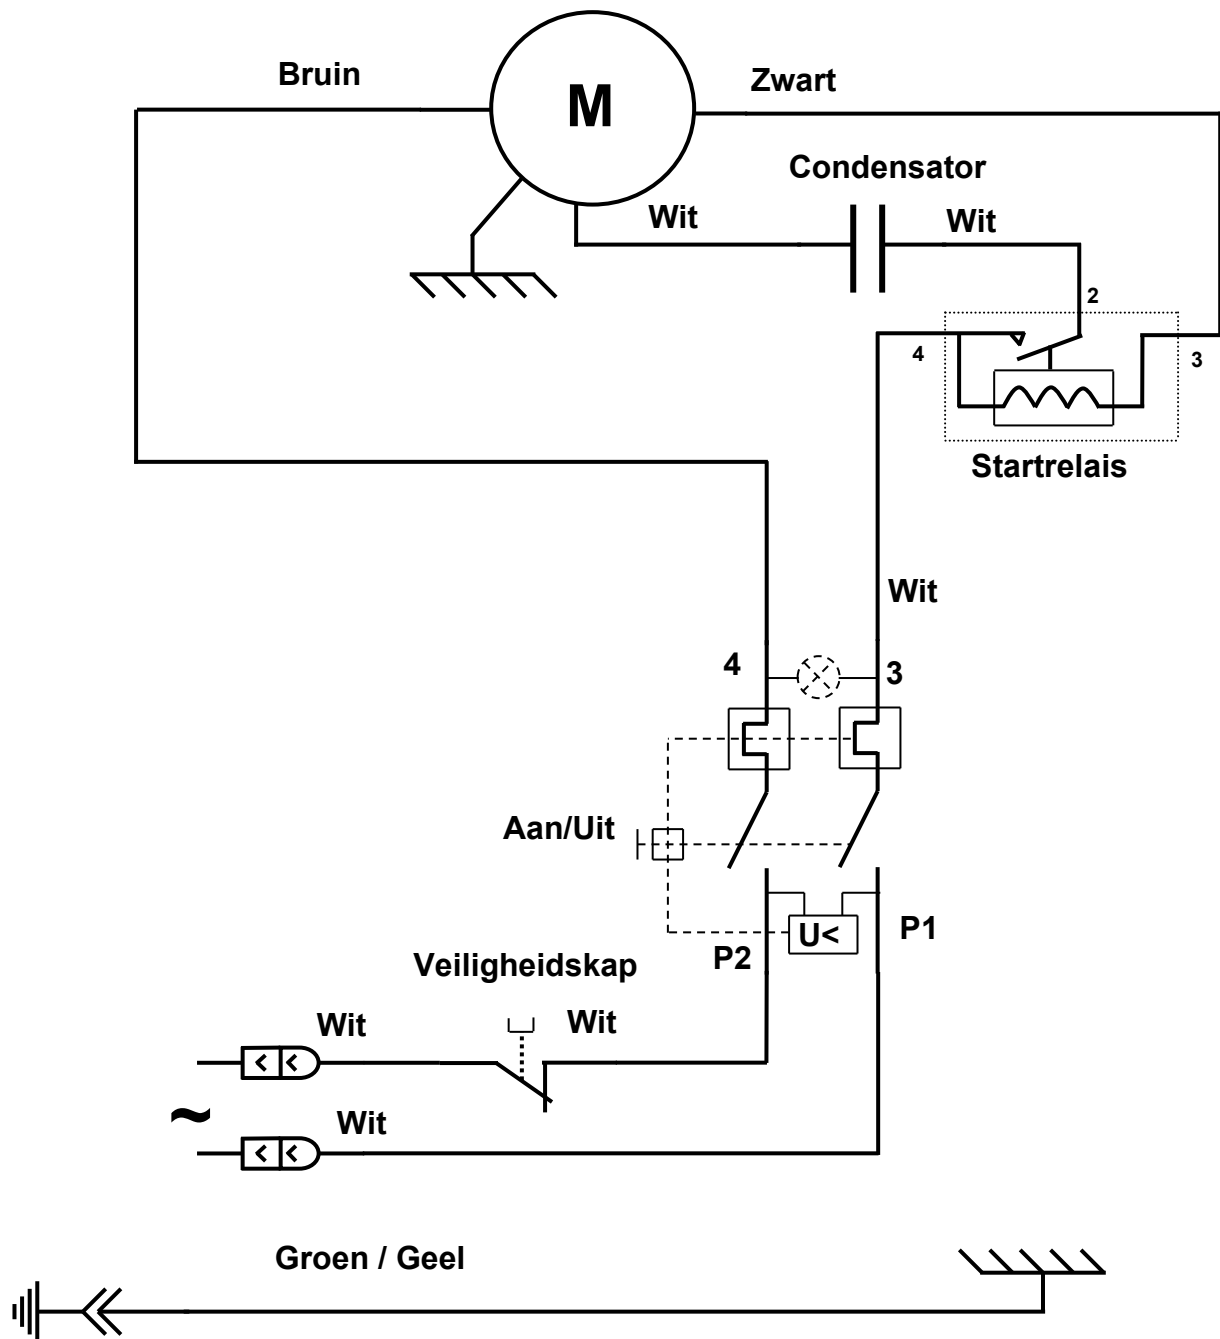 Bruin
Zwart
M
Condensator
Wit
Wit
2
4
3
Startrelais
Wit
4
3
Aan/Uit
U<
P1
P2
Veiligheidskap
Wit
Wit
~
Wit
Groen / Geel